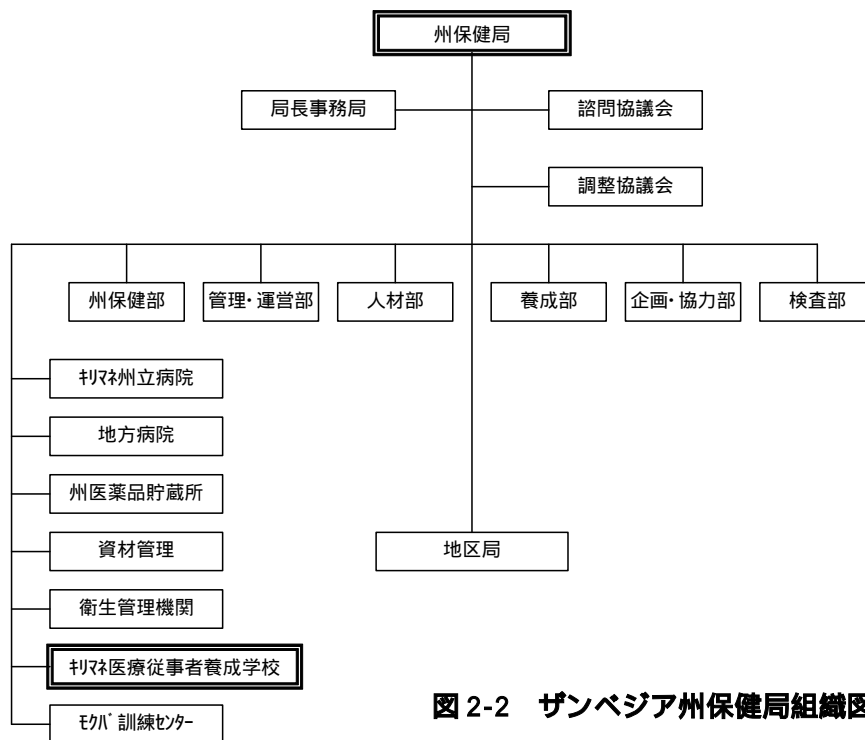 州保健局
局長事務局
諮問協議会
調整協議会
州保健部
管理・運営部
人材部
養成部
企画・協力部
検査部
ｷﾘﾏﾈ州立病院
地方病院
州医薬品貯蔵所
資材管理
地区局
衛生管理機関
ｷﾘﾏﾈ医療従事者養成学校
ﾓｸﾊﾞ訓練ｾﾝﾀｰ
図 2-2 ザンベジア州保健局組織図